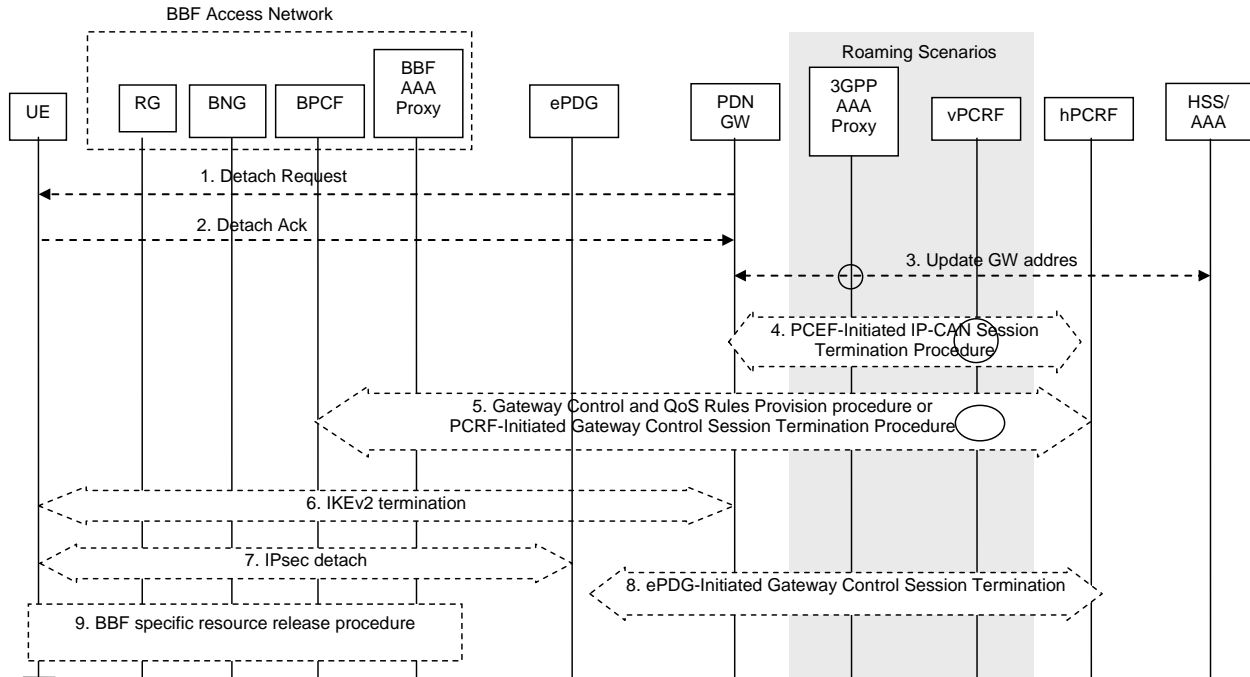 BBF Access Network
Roaming Scenarios
UE
RG
BNG
BPCF
BBF
AAA
Proxy
ePDG
PDN
GW
3GPP
AAA
Proxy
vPCRF
hPCRF
HSS/
AAA
1. Detach Request
2. Detach Ack
3. Update GW addres
4. PCEF-Initiated IP-CAN Session
Termination Procedure
5. Gateway Control and QoS Rules Provision procedure or
PCRF-Initiated Gateway Control Session Termination Procedure
6. IKEv2 termination
7. IPsec detach
8. ePDG-Initiated Gateway Control Session Termination
9. BBF specific resource release procedure